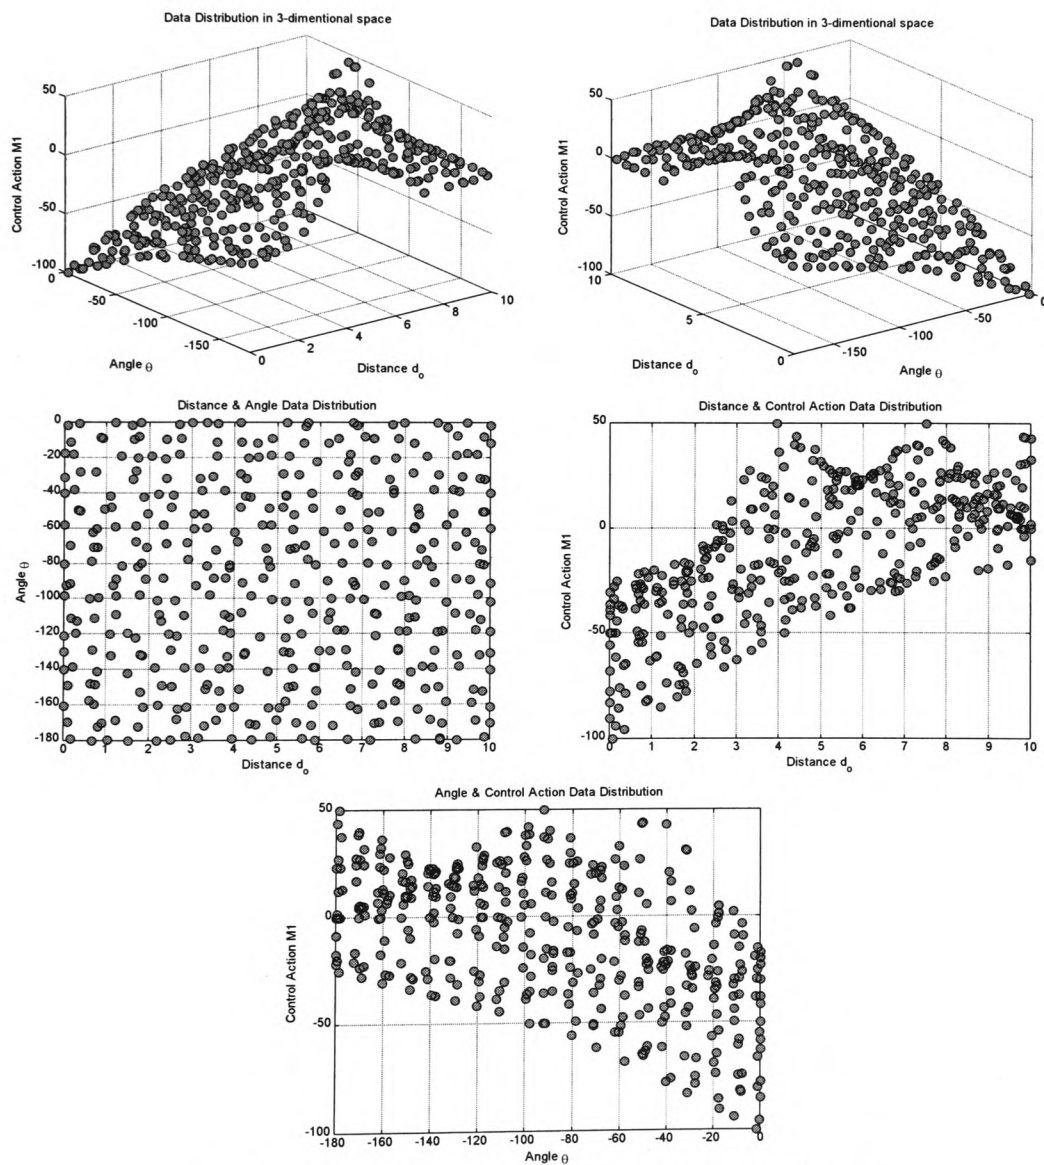 Data Distribution in 3-dimentional space
50
0
-50
-100
Control Action M1
0
-50
-100
-150
Angle θ
0
2
4
6
8
10
Distance d_o
Data Distribution in 3-dimentional space
50
0
-50
-100
Control Action M1
10
5
0
Distance d_o
-150
-100
-50
0
Angle θ
Distance & Angle Data Distribution
0
-20
-40
-60
-80
-100
-120
-140
-160
-180
Angle θ
0 1 2 3 4 5 6 7 8 9 10
Distance d_o
Distance & Control Action Data Distribution
50
0
-50
-100
Control Action M1
0 1 2 3 4 5 6 7 8 9 10
Distance d_o
Angle & Control Action Data Distribution
50
0
-50
-100
Control Action M1
-180 -160 -140 -120 -100 -80 -60 -40 -20 0
Angle θ